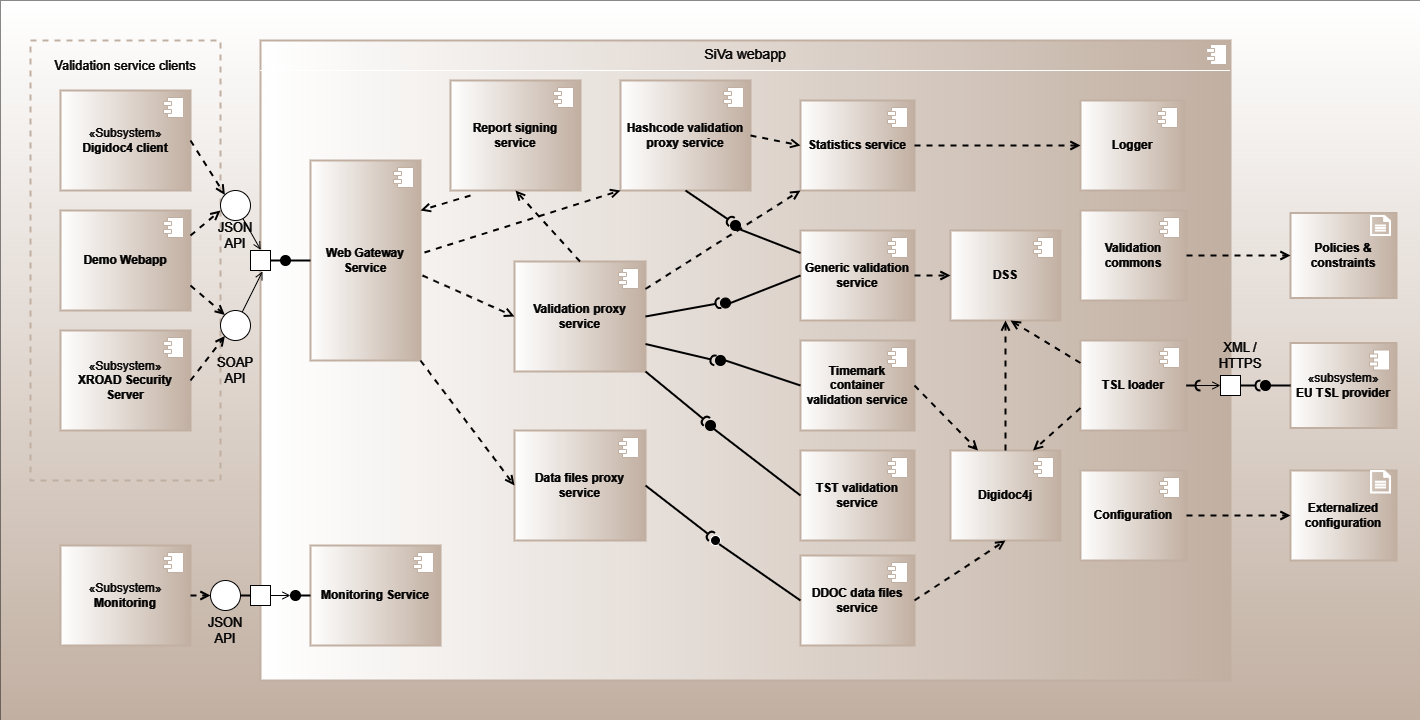 SiVa webapp
Validation service clients
«Subsystem»
Digidoc4 client
Demo Webapp
«Subsystem»
XROAD Security
Server
JSON
API
SOAP
API
«Subsystem»
Monitoring
JSON
API
Web Gateway
Service
Monitoring Service
Report signing
service
Validation proxy
service
Data files proxy
service
Hashcode validation
proxy service
Statistics service
Generic validation
service
Timemark
container
validation service
TST validation
service
DDOC data files
service
DSS
Digidoc4j
Logger
Validation
commons
TSL loader
Configuration
XML /
HTTPS
Policies &
constraints
«subsystem»
EU TSL provider
Externalized
configuration